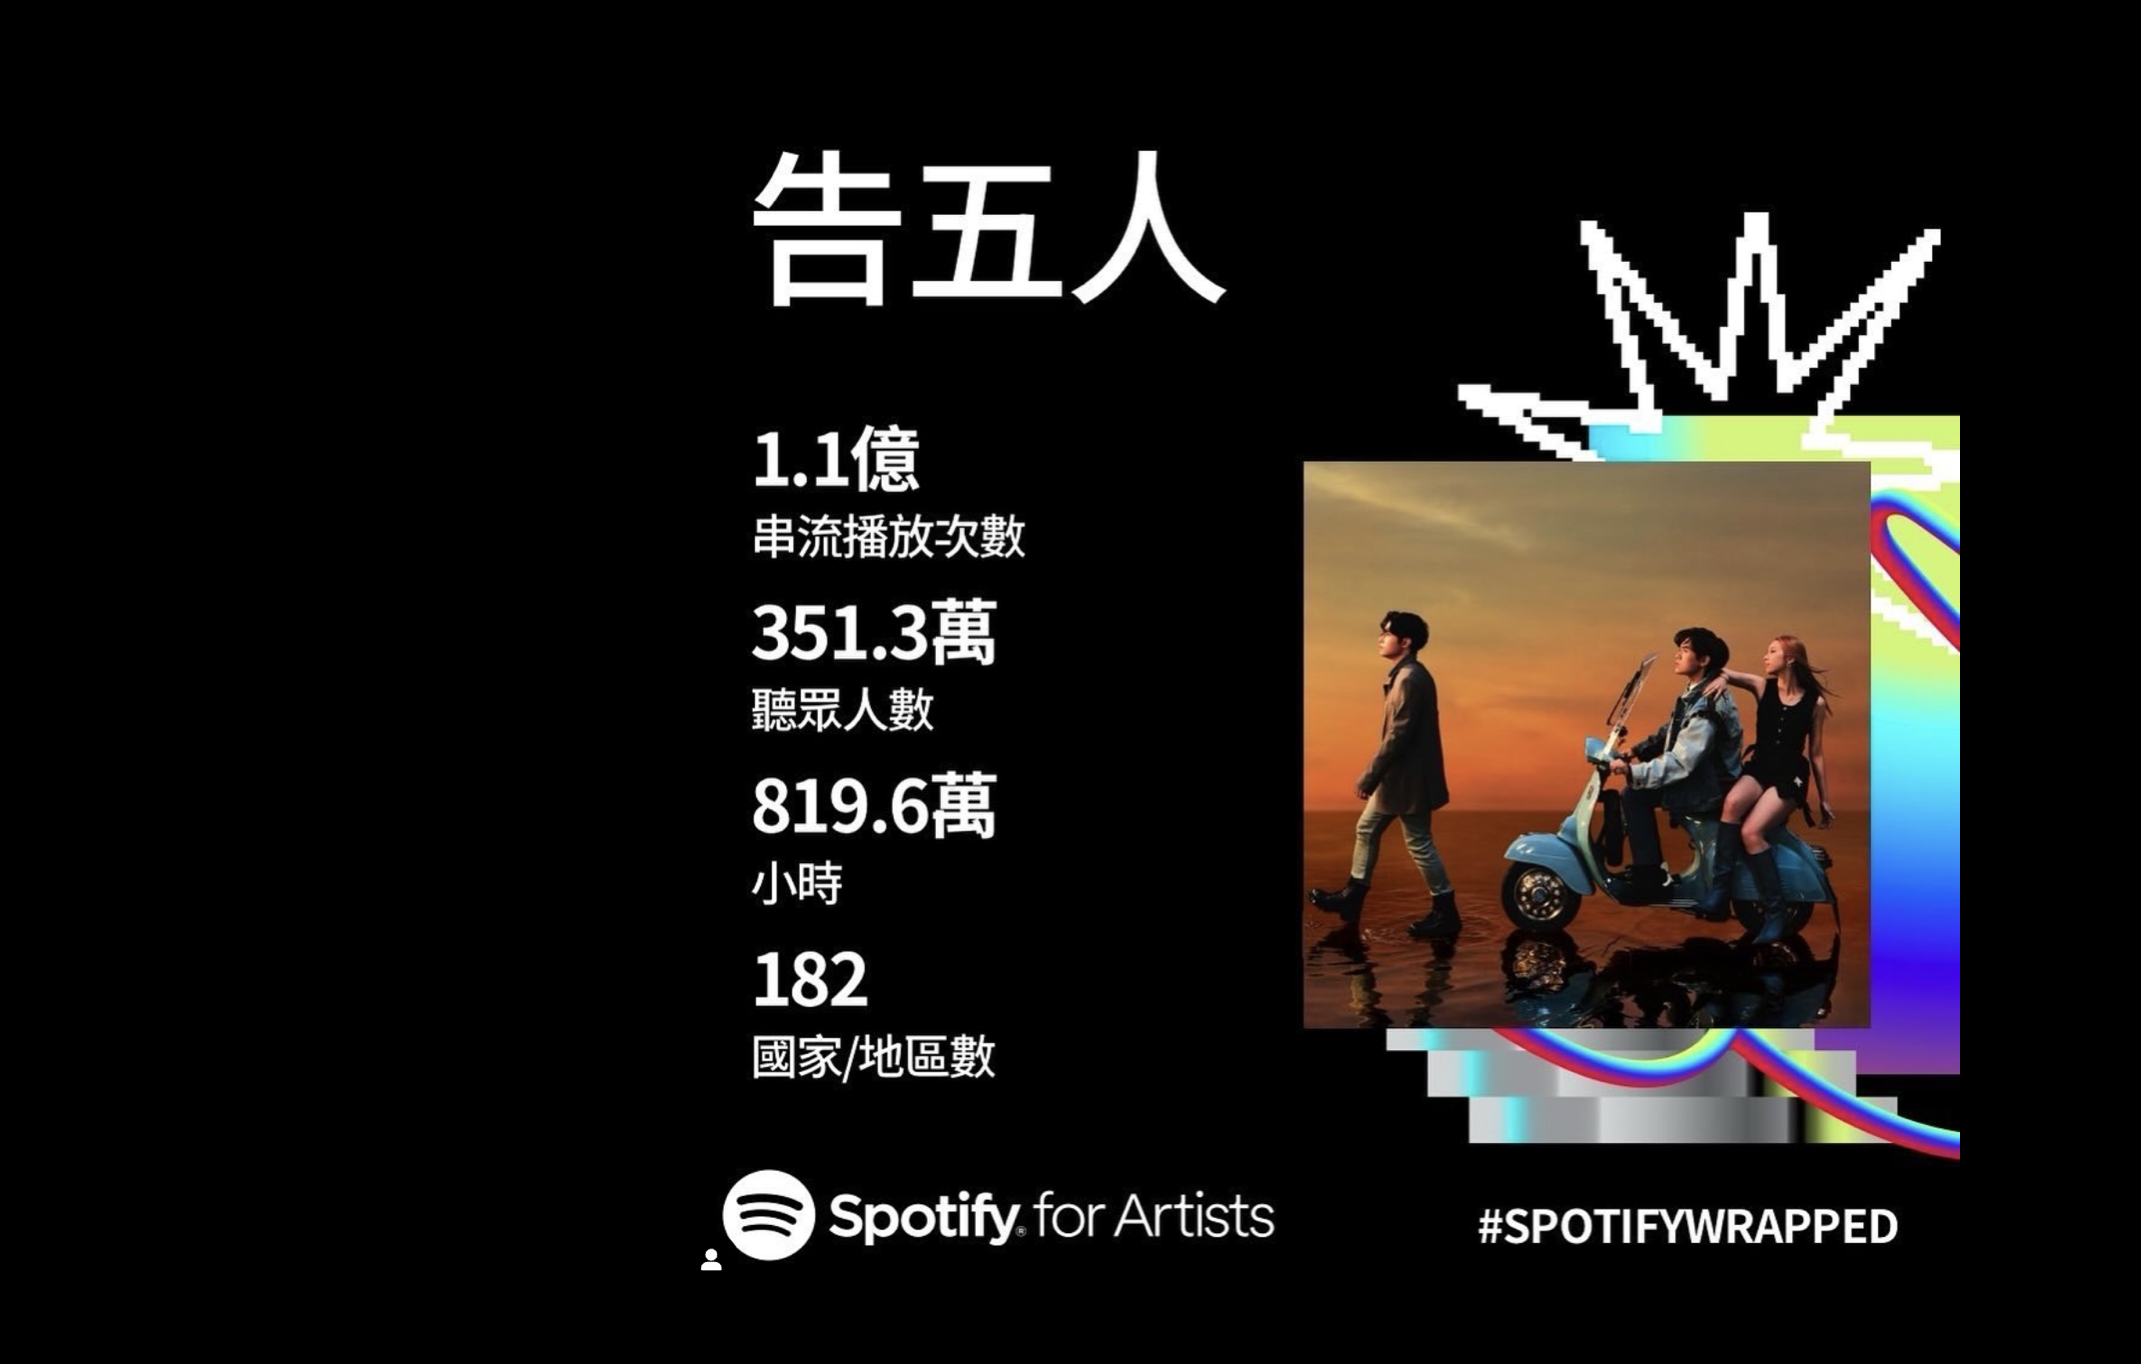 告五人
1.1億
串流播放次數
351.3萬
聽眾人數
819.6萬
小時
182
國家/地區數
Spotify® for Artists
#SPOTIFYWRAPPED